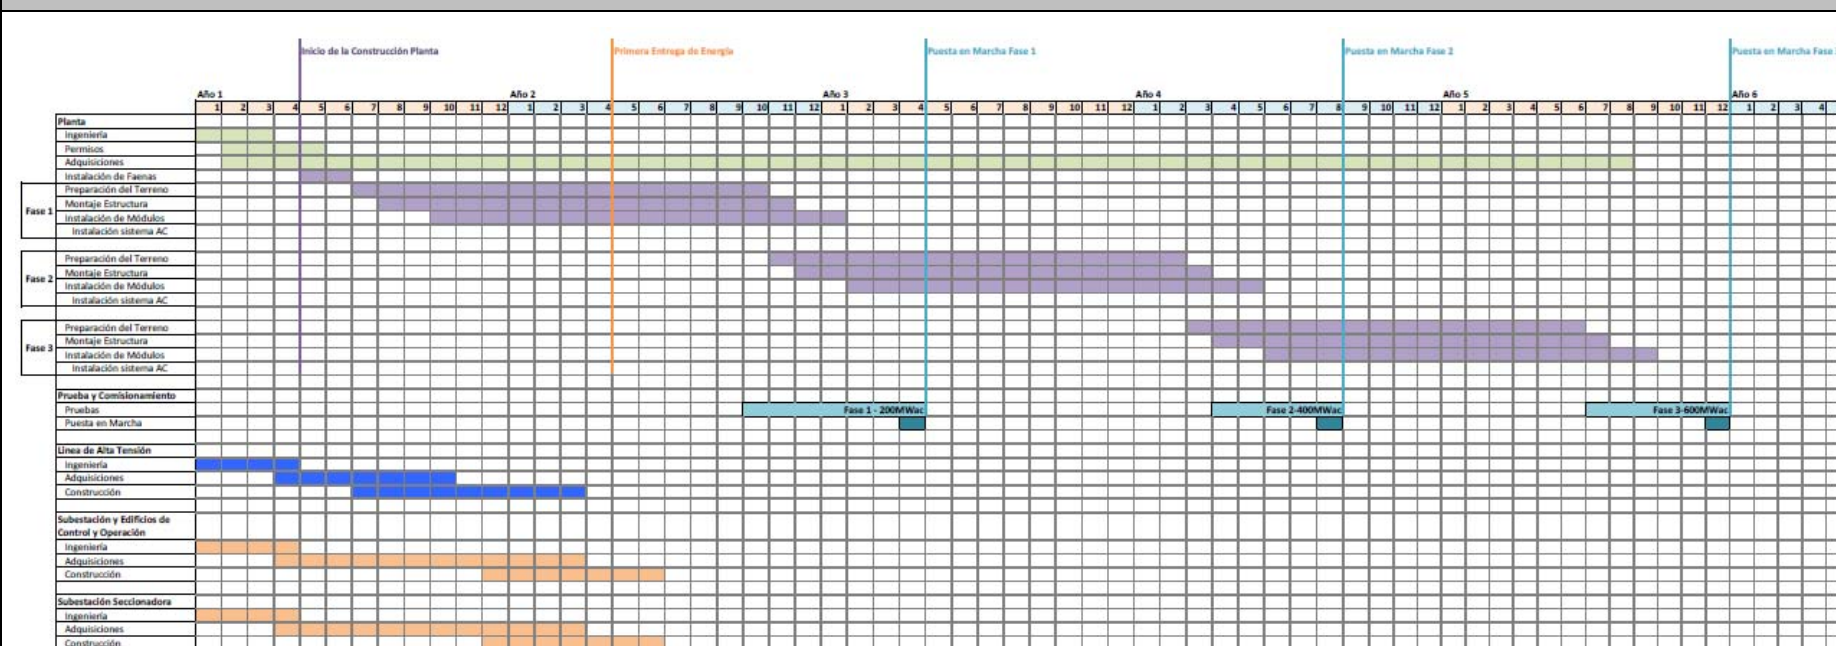 Inicio de la Construcción Planta Primera Entrega de Energía Puesta en Marcha Fase 1 Puesta en Marcha Fase 2 Puesta en Marcha Fase
Año 1 Año 2 Año 3 Año 4 Año 5 Año 6
1 2 3 4 5 6 7 8 9 10 11 12 1 2 3 4 5 6 7 8 9 10 11 12 1 2 3 4 5 6 7 8 9 10 11 12 1 2 3 4 5 6 7 8 9 10 11 12 1 2 3 4 5 6 7 8 9 10 11 12 1 2 3 4
Planta
Ingeniería
Permisos
Adquisiciones
Instalación de Faenas
Fase 1
Preparación del Terreno
Montaje Estructura
Instalación de Módulos
Instalación sistema AC
Fase 2
Preparación del Terreno
Montaje Estructura
Instalación de Módulos
Instalación sistema AC
Fase 3
Preparación del Terreno
Montaje Estructura
Instalación de Módulos
Instalación sistema AC
Prueba y Comisionamiento
Pruebas Fase 1 - 200MWac Fase 2-400MWac Fase 3-600MWac
Puesta en Marcha
Linea de Alta Tensión
Ingeniería
Adquisiciones
Construcción
Subestación y Edificios de
Control y Operación
Ingeniería
Adquisiciones
Construcción
Subestación Seccionadora
Ingeniería
Adquisiciones
Construcción